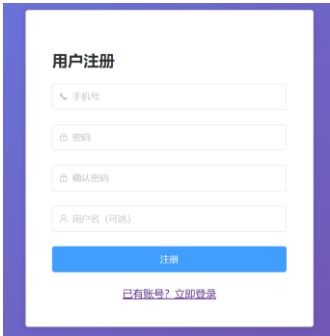 用户注册
手机号
密码
确认密码
用户名（可选）
注册
已有账号？立即登录